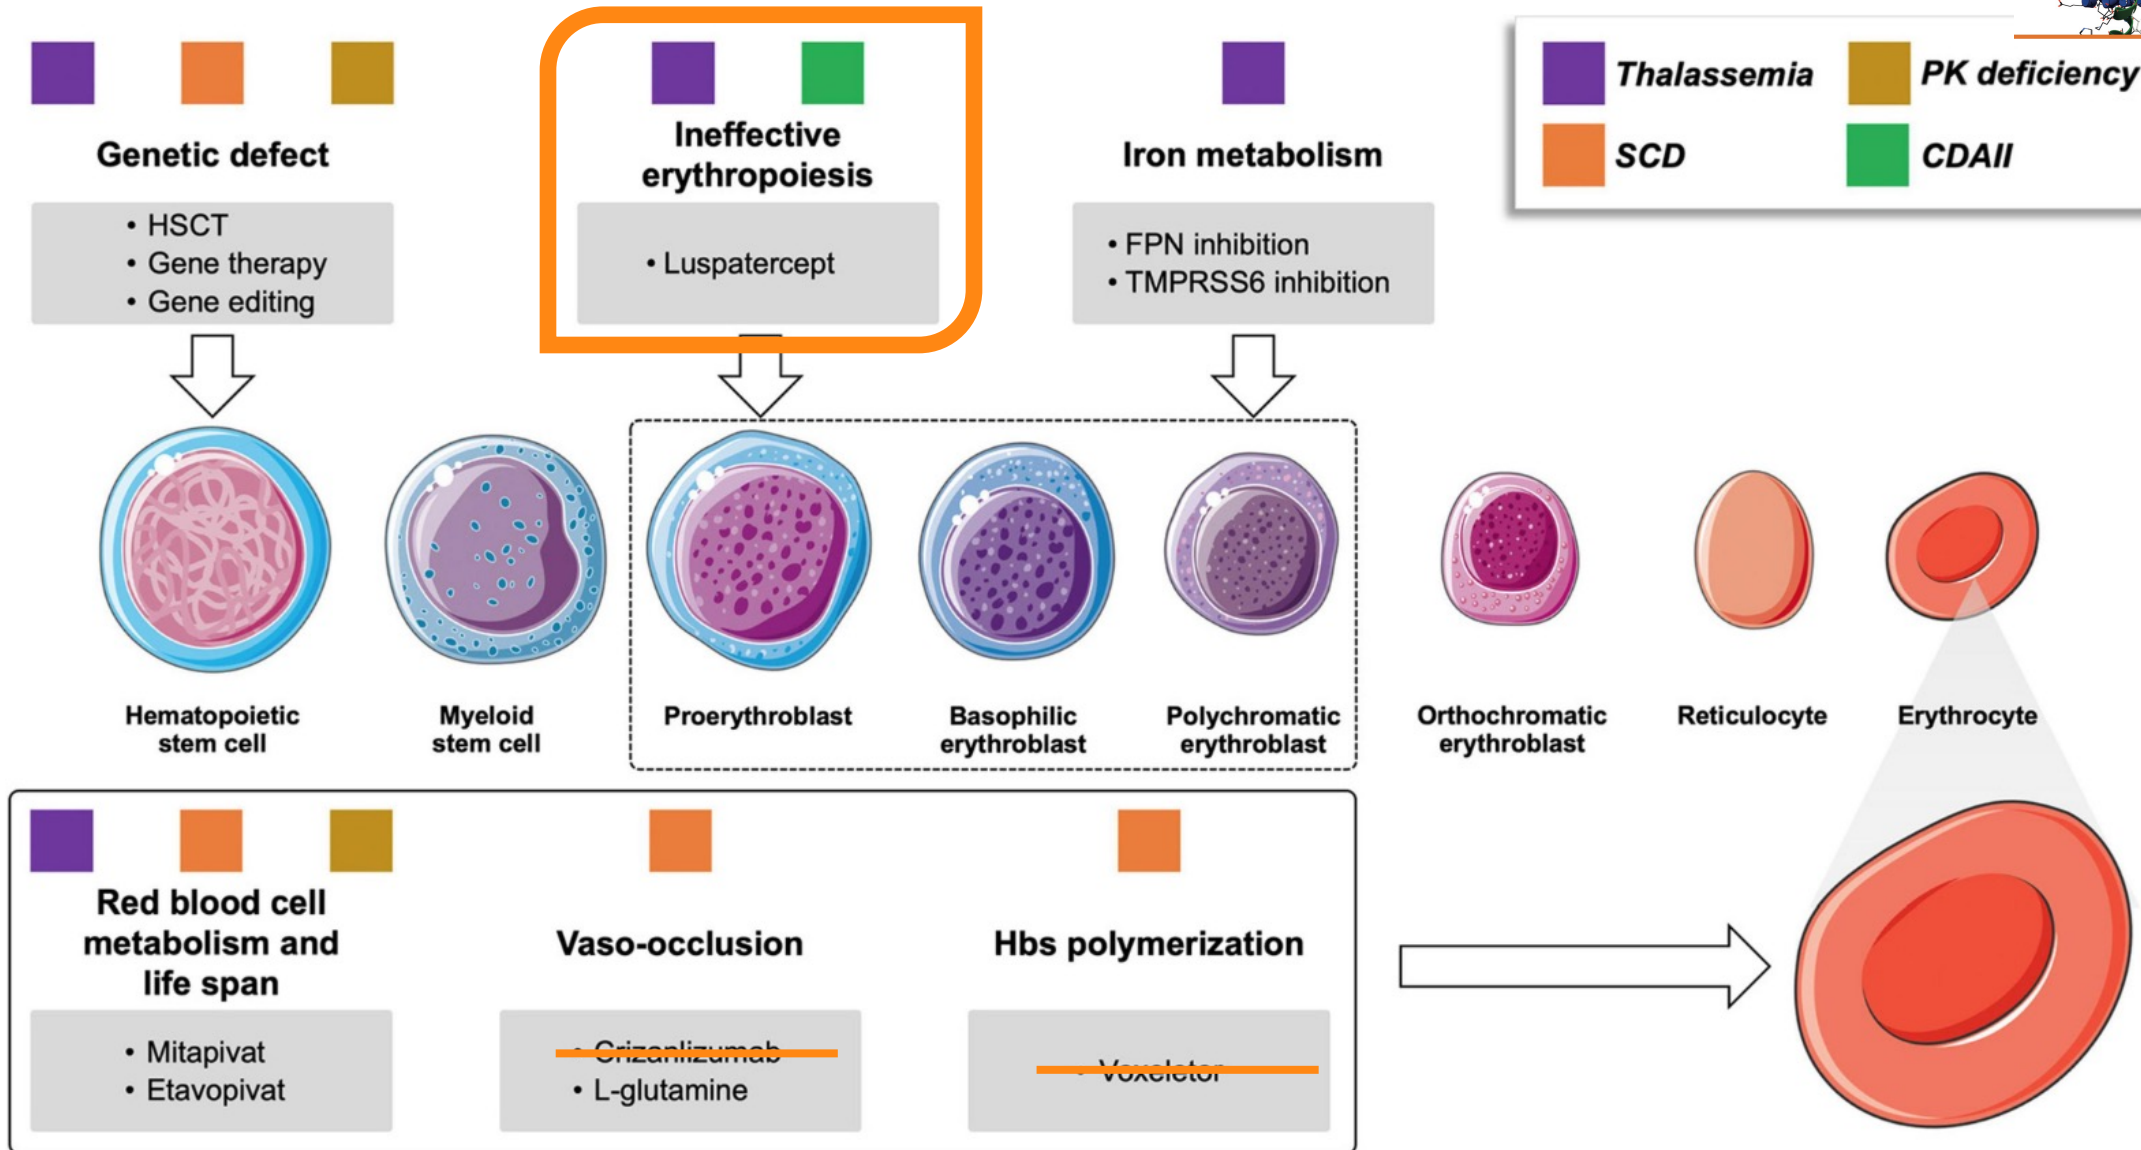 Thalassemia
PK deficiency
SCD
CDAII
Genetic defect
• HSCT
• Gene therapy
• Gene editing
Ineffective
erythropoiesis
• Luspatercept
Iron metabolism
• FPN inhibition
• TMPRSS6 inhibition
Hematopoietic
stem cell
Myeloid
stem cell
Proerythroblast
Basophilic
erythroblast
Polychromatic
erythroblast
Orthochromatic
erythroblast
Reticulocyte
Erythrocyte
Red blood cell
metabolism and
life span
• Mitapivat
• Etavopivat
Vaso-occlusion
• Crizanlizumab
• L-glutamine
Hbs polymerization
• Voxeletor